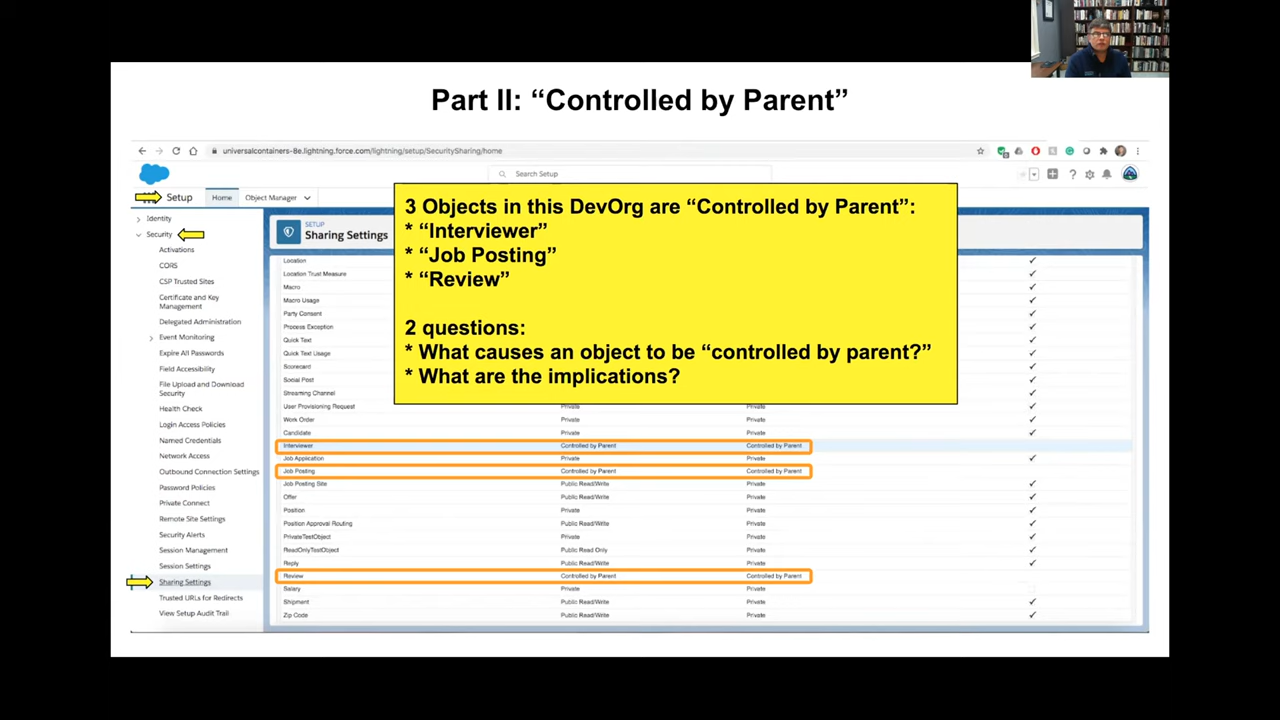 Part II: “Controlled by Parent”
universalcontainers-8e.lightning.force.com/lightning/setup/SecuritySharing/home
Search Setup
Setup
Home
Object Manager
3 Objects in this DevOrg are “Controlled by Parent”:
* “Interviewer”
* “Job Posting”
* “Review”
2 questions:
* What causes an object to be “controlled by parent?”
* What are the implications?
Identity
Security
Activations
CORS
CSP Trusted Sites
Certificate and Key
Management
Delegated Administration
Event Monitoring
Expire All Passwords
Field Accessibility
File Upload and Download
Security
Health Check
Login Access Policies
Named Credentials
Network Access
Outbound Connection Settings
Password Policies
Private Connect
Remote Site Settings
Security Alerts
Session Management
Session Settings
Sharing Settings
Trusted URLs for Redirects
View Setup Audit Trail
SETUP
Sharing Settings
Location
Location Trust Measure
Macro
Macro Usage
Party Consent
Process Exception
Quick Text
Quick Text Usage
Scorecard
Social Post
Streaming Channel
User Provisioning Request Private Private
Work Order Private Private
Candidate Private Private
Interviewer Controlled by Parent Controlled by Parent
Job Application Private Private
Job Posting Controlled by Parent Controlled by Parent
Job Posting Site Public Read/Write Private
Offer Public Read/Write Private
Position Private Private
Position Approval Routing Public Read/Write Private
PrivateTestObject Private Private
ReadOnlyTestObject Public Read Only Private
Reply Public Read/Write Private
Review Controlled by Parent Controlled by Parent
Salary Private Private
Shipment Public Read/Write Private
Zip Code Public Read/Write Private